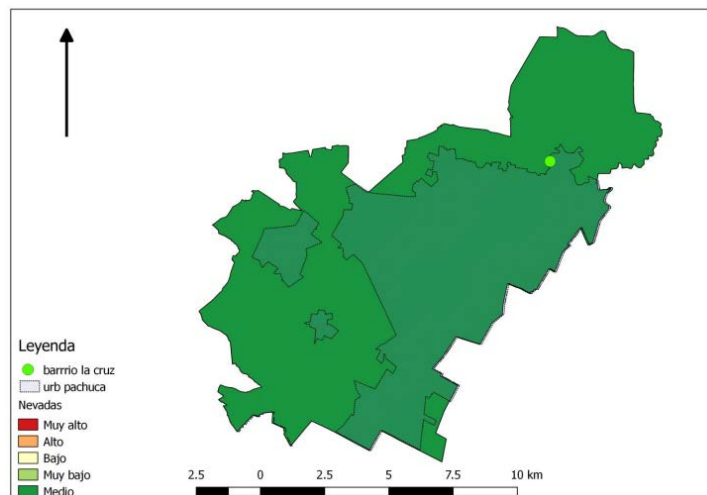 Leyenda
barrrio la cruz
urb pachuca
Nevadas
Muy alto
Alto
Bajo
Muy bajo
Medio
2.5 0 2.5 5 7.5 10 km